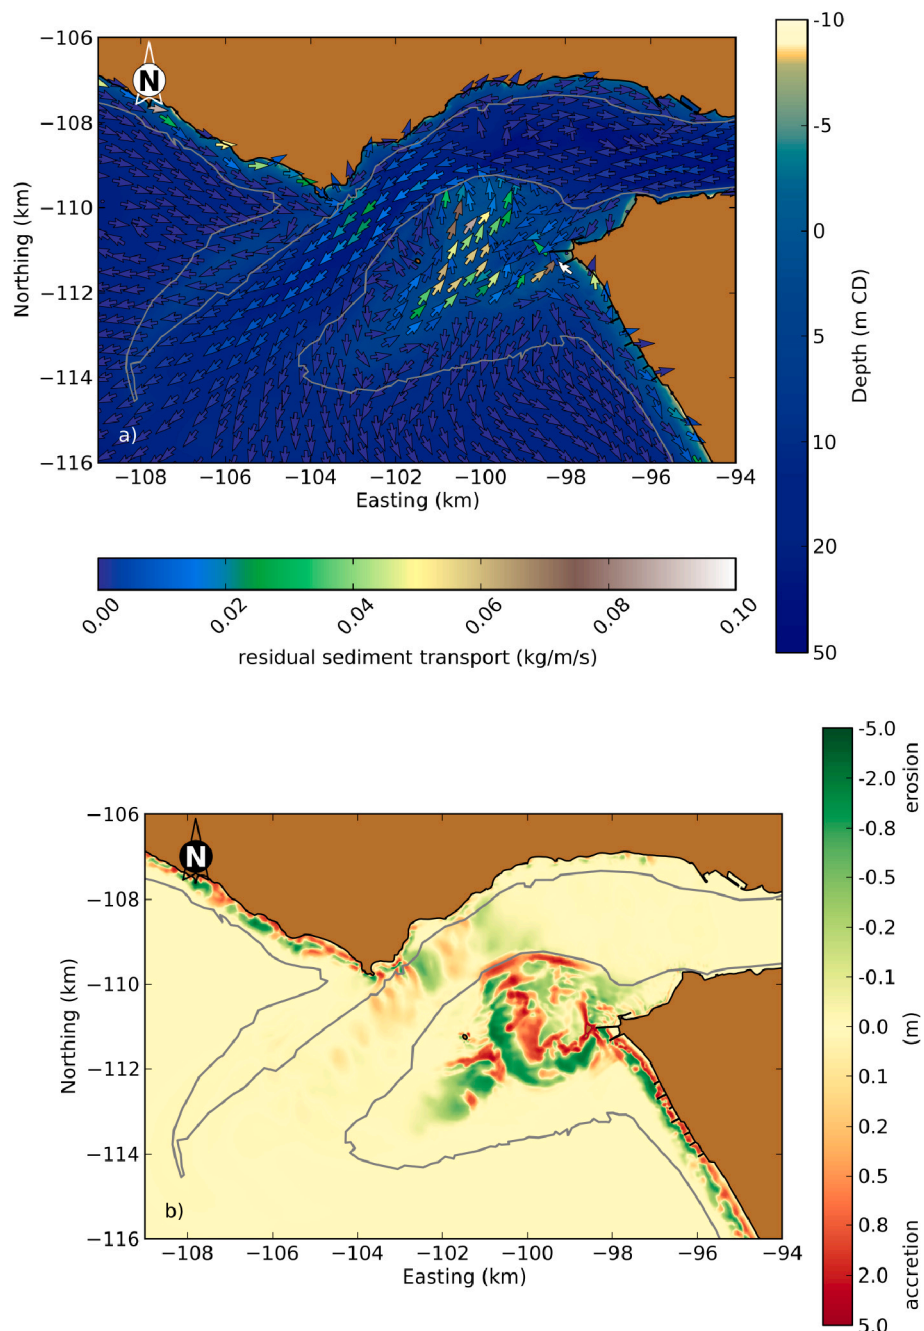 −106
−108
−110
−112
−114
−116
Northing (km)
N
a)
−108 −106 −104 −102 −100 −98 −96 −94
Easting (km)
-10
-5
0
5
10
20
50
Depth (m CD)
0.00 0.02 0.04 0.06 0.08 0.10
residual sediment transport (kg/m/s)
−106
−108
−110
−112
−114
−116
Northing (km)
N
b)
−108 −106 −104 −102 −100 −98 −96 −94
Easting (km)
-5.0
-2.0
-0.8
-0.5
-0.2
-0.1
0.0
0.1
0.2
0.5
0.8
2.0
5.0
erosion
(m)
accretion